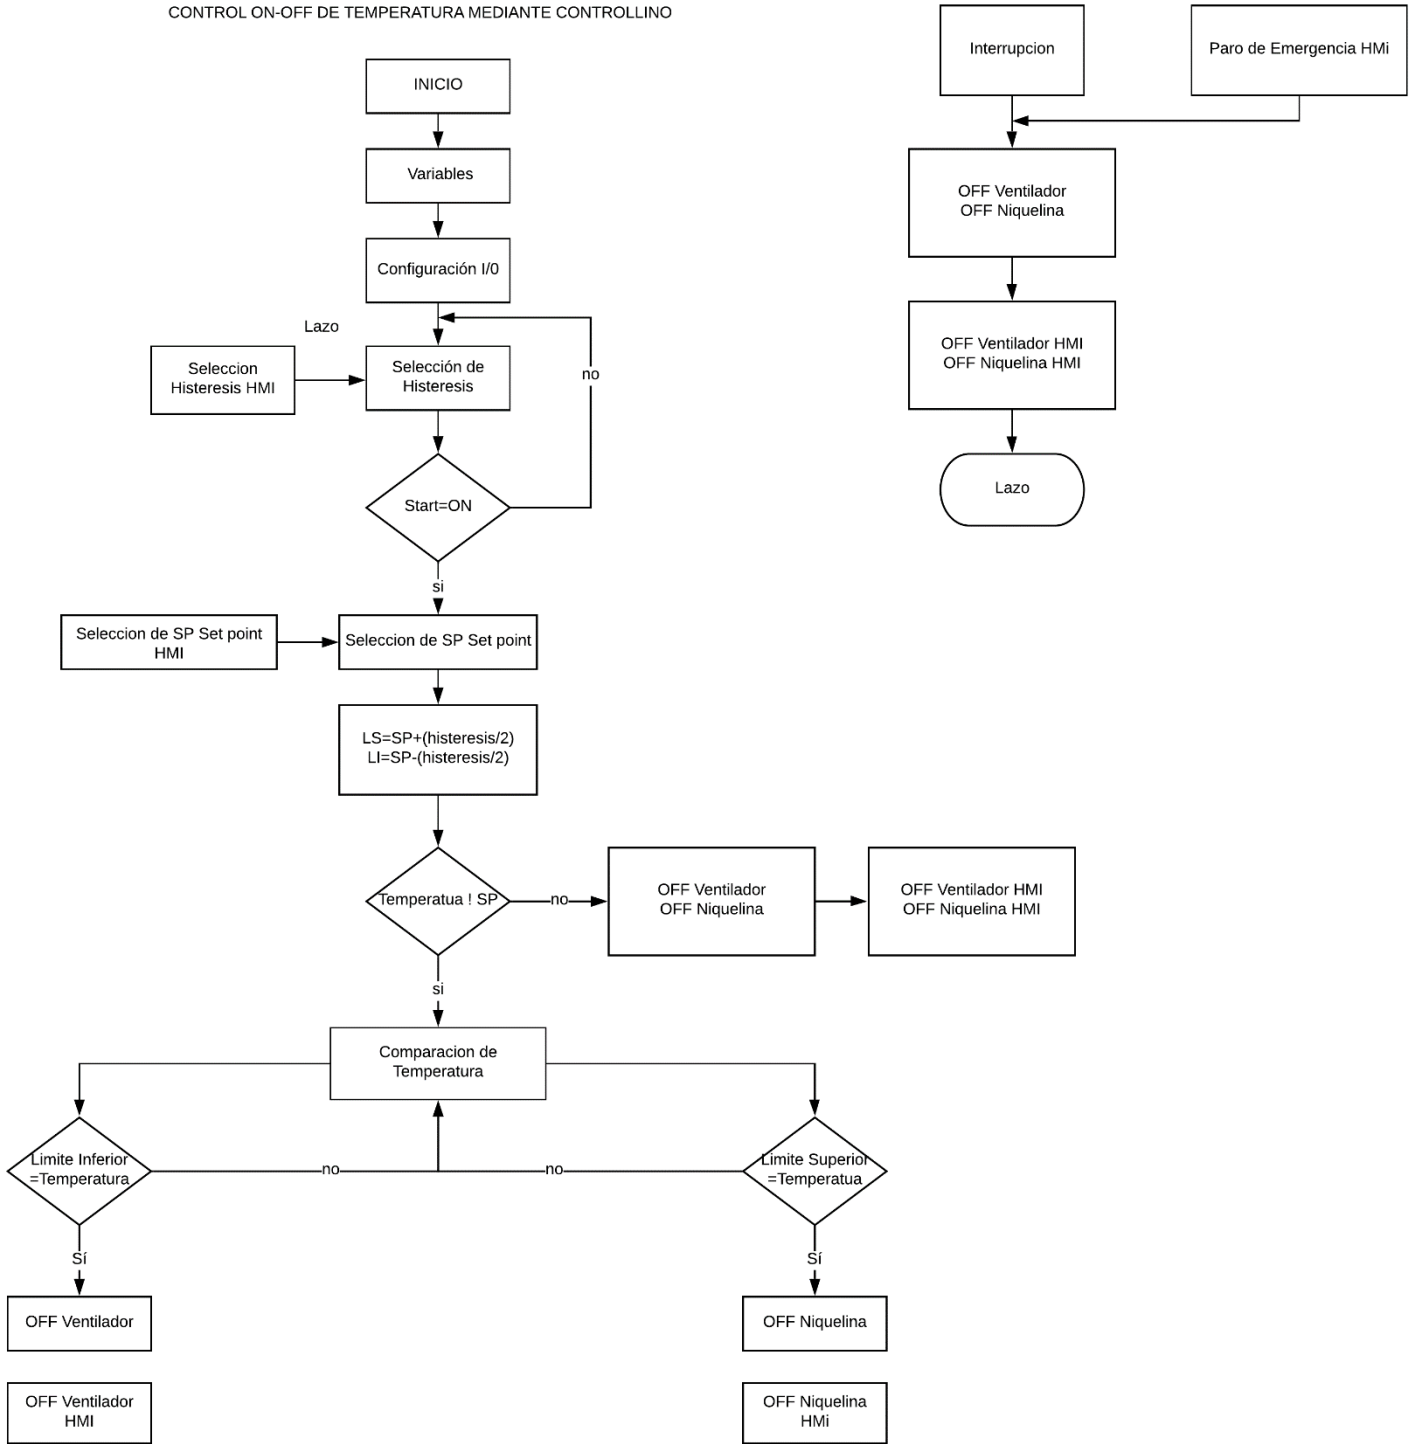 CONTROL ON-OFF DE TEMPERATURA MEDIANTE CONTROLLINO
INICIO
Variables
Configuración I/0
Lazo
Seleccion
Histeresis HMI
Selección de
Histeresis
no
Start=ON
si
Seleccion de SP Set point
HMI
Seleccion de SP Set point
LS=SP+(histeresis/2)
LI=SP-(histeresis/2)
Temperatua ! SP
no
OFF Ventilador
OFF Niquelina
OFF Ventilador HMI
OFF Niquelina HMI
si
Comparacion de
Temperatura
Limite Inferior
=Temperatura
no
no
Limite Superior
=Temperatua
Sí
Sí
OFF Ventilador
OFF Niquelina
OFF Ventilador
HMI
OFF Niquelina
HMi
Interrupcion
Paro de Emergencia HMi
OFF Ventilador
OFF Niquelina
OFF Ventilador HMI
OFF Niquelina HMI
Lazo